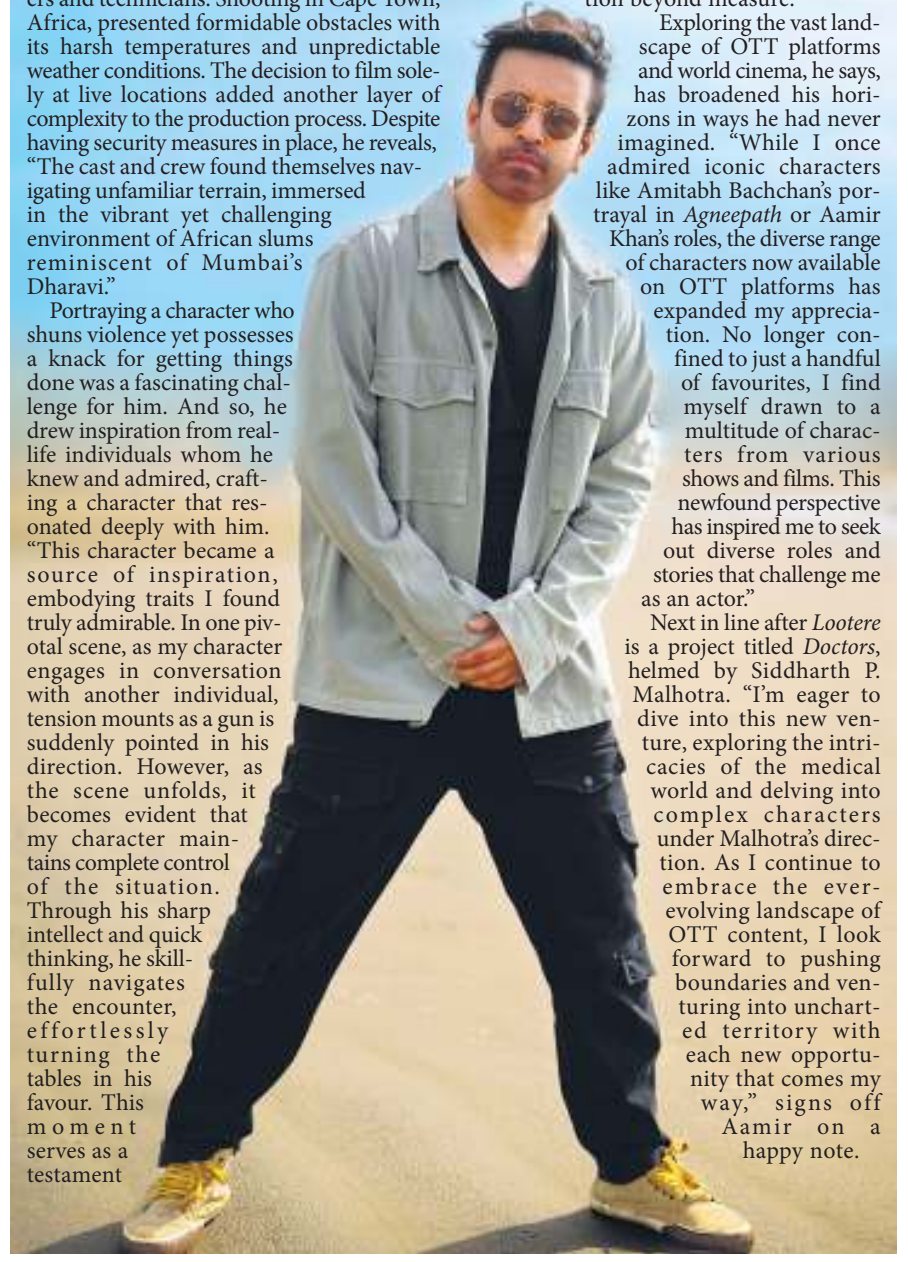 ers and technicians. Shooting in Cape Town,
Africa, presented formidable obstacles with
its harsh temperatures and unpredictable
weather conditions. The decision to film sole-
ly at live locations added another layer of
complexity to the production process. Despite
having security measures in place, he reveals,
“The cast and crew found themselves nav-
igating unfamiliar terrain, immersed
in the vibrant yet challenging
environment of African slums
reminiscent of Mumbai’s
Dharavi.”
Portraying a character who
shuns violence yet possesses
a knack for getting things
done was a fascinating chal-
lenge for him. And so, he
drew inspiration from real-
life individuals whom he
knew and admired, craft-
ing a character that res-
onated deeply with him.
“This character became a
source of inspiration,
embodying traits I found
truly admirable. In one piv-
otal scene, as my character
engages in conversation
with another individual,
tension mounts as a gun is
suddenly pointed in his
direction. However, as
the scene unfolds, it
becomes evident that
my character main-
tains complete control
of the situation.
Through his sharp
intellect and quick
thinking, he skill-
fully navigates
the encounter,
effortlessly
turning the
tables in his
favour. This
moment
serves as a
testament
tion beyond measure.
Exploring the vast land-
scape of OTT platforms
and world cinema, he says,
has broadened his hori-
zons in ways he had never
imagined. “While I once
admired iconic characters
like Amitabh Bachchan’s por-
trayal in Agneepath or Aamir
Khan’s roles, the diverse range
of characters now available
on OTT platforms has
expanded my apprecia-
tion. No longer con-
fined to just a handful
of favourites, I find
myself drawn to a
multitude of charac-
ters from various
shows and films. This
newfound perspective
has inspired me to seek
out diverse roles and
stories that challenge me
as an actor.”
Next in line after Lootere
is a project titled Doctors,
helmed by Siddharth P.
Malhotra. “I’m eager to
dive into this new ven-
ture, exploring the intri-
cacies of the medical
world and delving into
complex characters
under Malhotra’s direc-
tion. As I continue to
embrace the ever-
evolving landscape of
OTT content, I look
forward to pushing
boundaries and ven-
turing into unchart-
ed territory with
each new opportu-
nity that comes my
way,” signs off
Aamir on a
happy note.